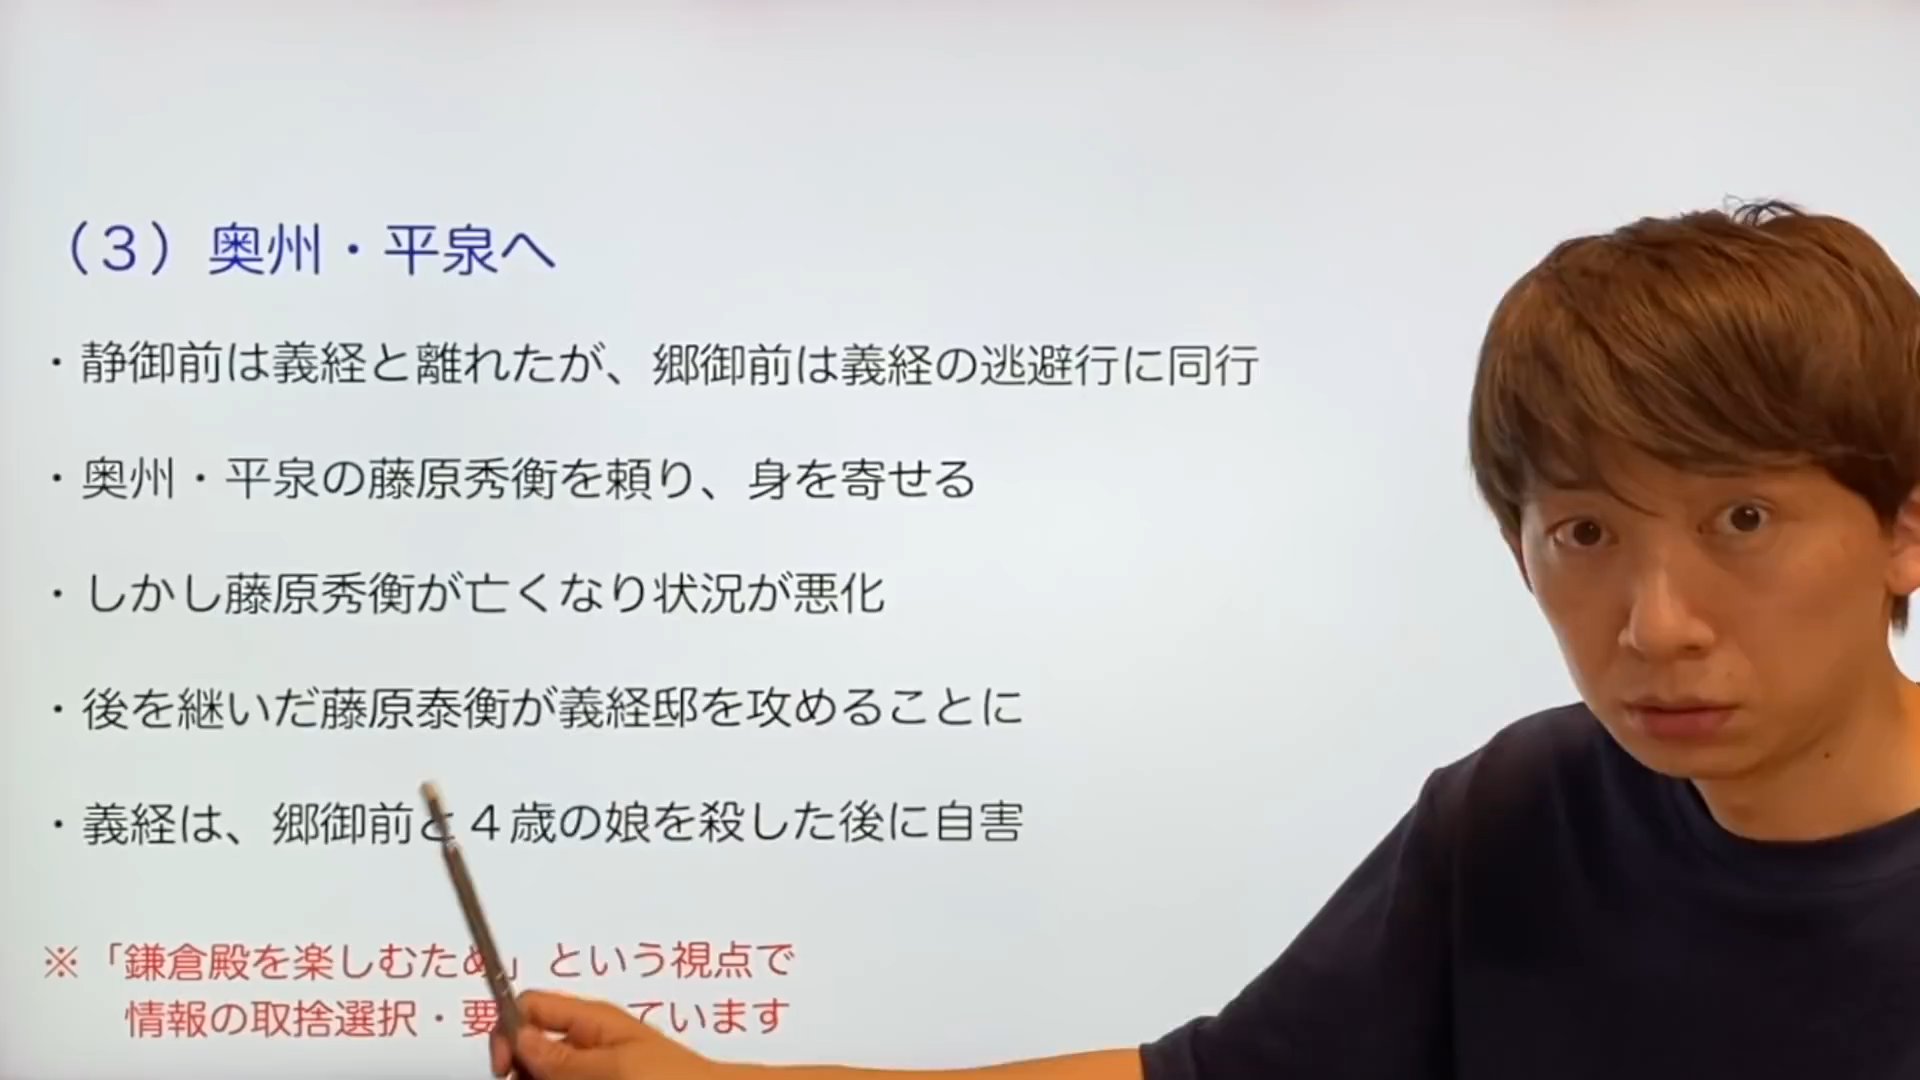 （３）奥州・平泉へ
・静御前は義経と離れたが、郷御前は義経の逃避行に同行
・奥州・平泉の藤原秀衡を頼り、身を寄せる
・しかし藤原秀衡が亡くなり状況が悪化
・後を継いだ藤原泰衡が義経邸を攻めることに
・義経は、郷御前と４歳の娘を殺した後に自害
※「鎌倉殿を楽しむため」という視点で
情報の取捨選択・要 ています